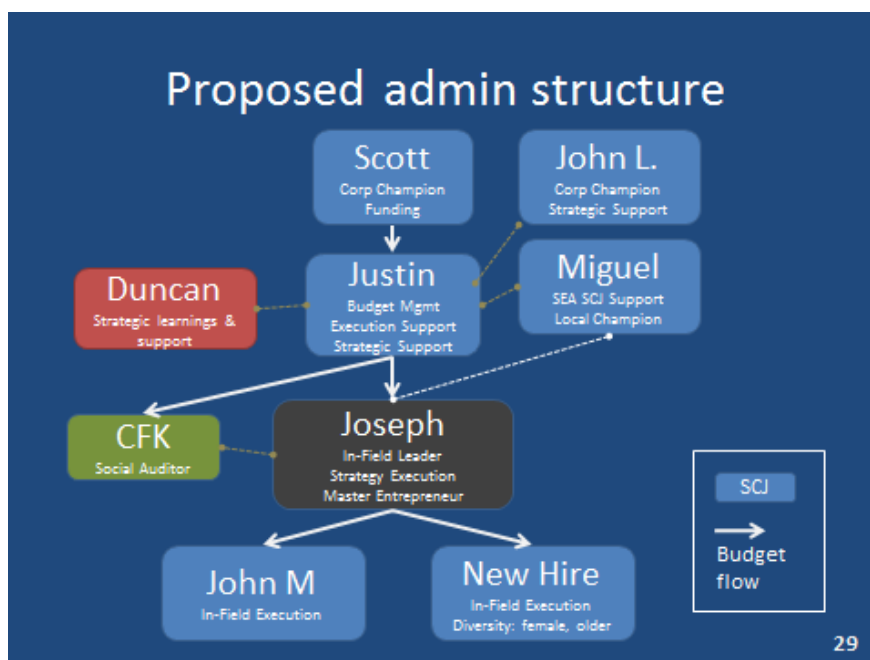 Proposed admin structure
Scott
Corp Champion
Funding
John L.
Corp Champion
Strategic Support
Justin
Budget Mgmt
Execution Support
Strategic Support
Miguel
SEA SCJ Support
Local Champion
Duncan
Strategic learnings &
support
CFK
Social Auditor
Joseph
In-Field Leader
Strategy Execution
Master Entrepreneur
SCJ
Budget
flow
John M
In-Field Execution
New Hire
In-Field Execution
Diversity: female, older
29